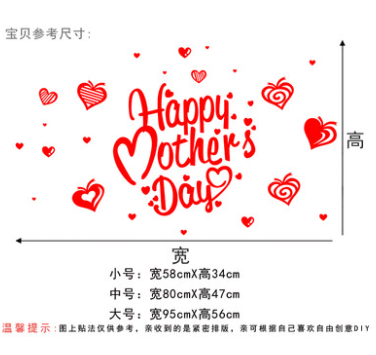 宝贝参考尺寸:
Happy
Mother's
Day
高
宽
小号: 宽58cmX高34cm
中号: 宽80cmX高47cm
大号: 宽95cmX高56cm
温馨提示:图上贴法仅供参考，亲收到的是紧密排版，亲可根据自己喜欢自由创意DIY